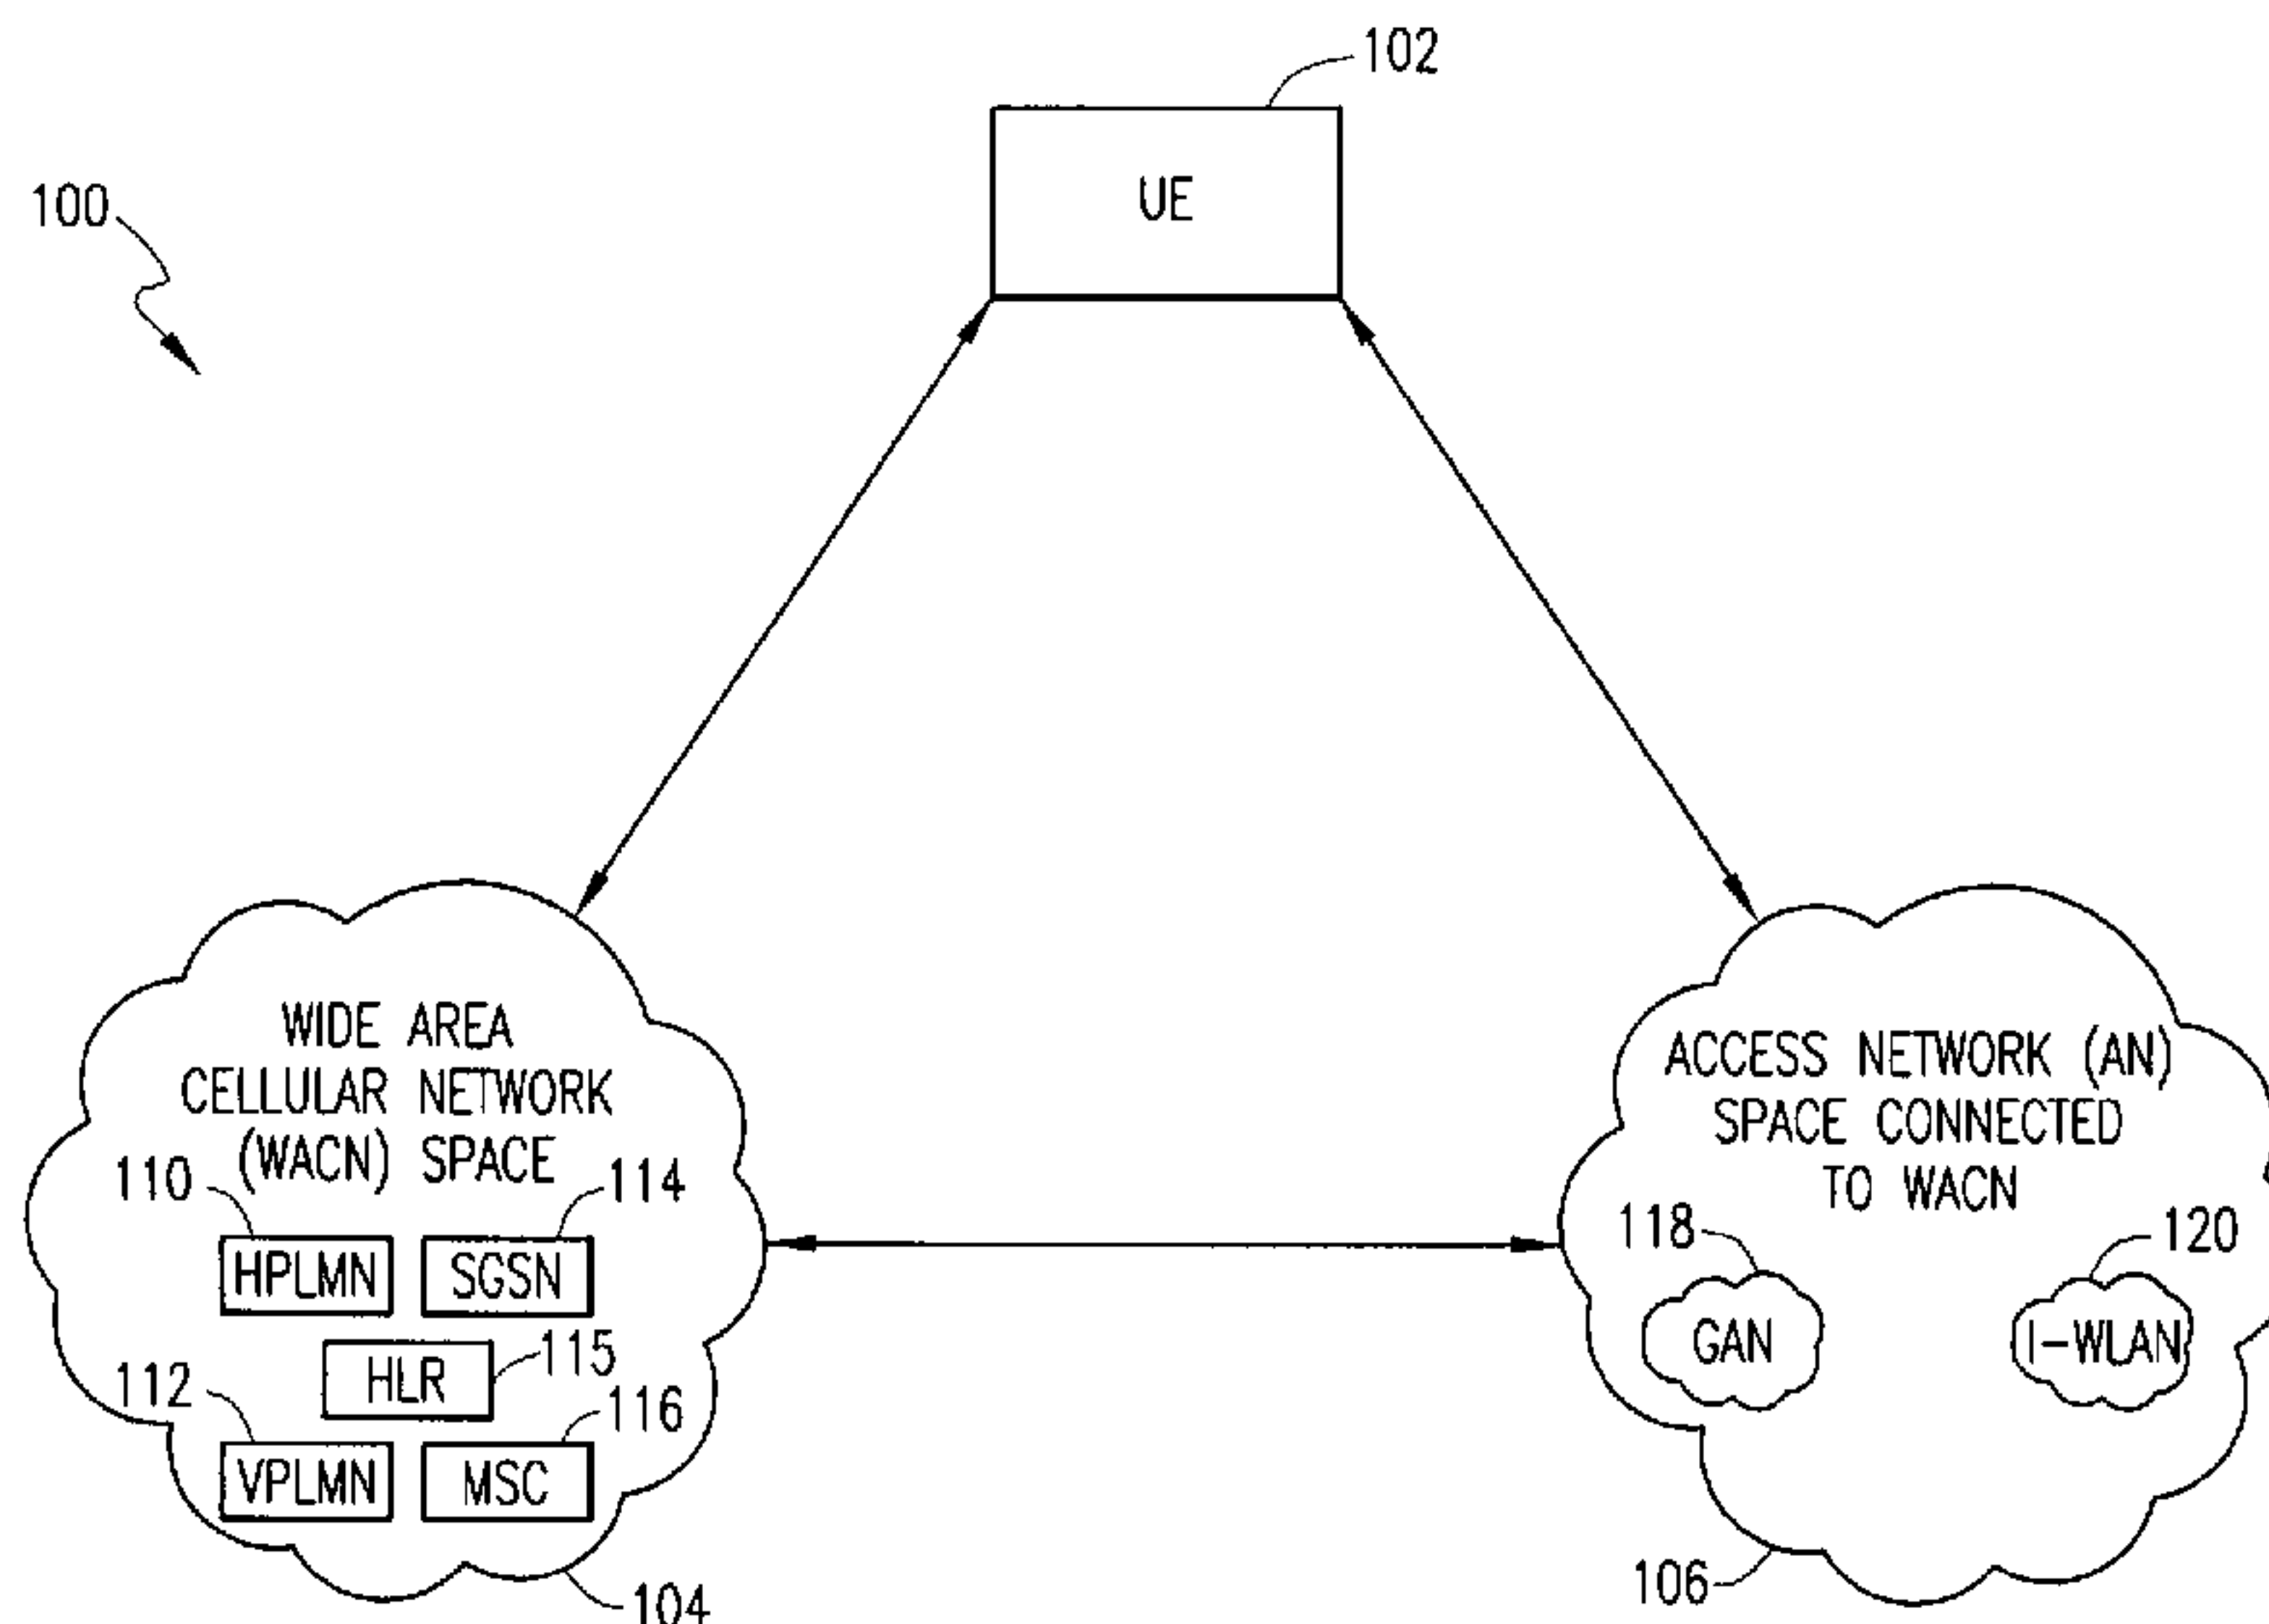 102
UE
100
WIDE AREA
CELLULAR NETWORK
(WACN) SPACE
110
114
HPLMN
SGSN
HLR
115
112
116
VPLMN
MSC
104
ACCESS NETWORK (AN)
SPACE CONNECTED
TO WACN
118
120
GAN
I-WLAN
106